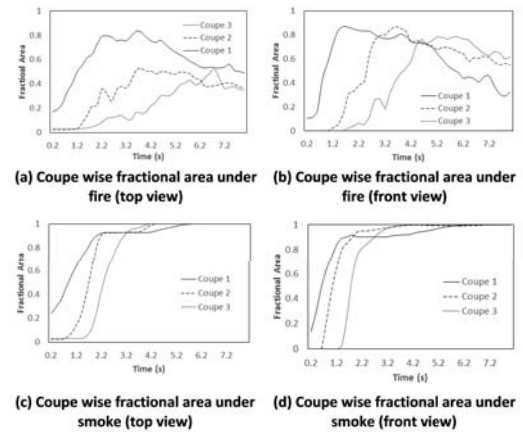 1
0.8
0.6
0.4
0.2
0
Fractional Area
Coupe 3
Coupe 2
Coupe 1
0.2 1.2 2.2 3.2 4.2 5.2 6.2 7.2
Time (s)
(a) Coupe wise fractional area under
fire (top view)
1
0.8
0.6
0.4
0.2
0
Fractional Area
Coupe 1
Coupe 2
Coupe 3
0.2 1.2 2.2 3.2 4.2 5.2 6.2 7.2
Time (s)
(b) Coupe wise fractional area under
fire (front view)
1
0.8
0.6
0.4
0.2
0
Fractional Area
Coupe 1
Coupe 2
Coupe 3
0.2 1.2 2.2 3.2 4.2 5.2 6.2 7.2
Time (s)
(c) Coupe wise fractional area under
smoke (top view)
1
0.8
0.6
0.4
0.2
0
Fractional Area
Coupe 1
Coupe 2
Coupe 3
0.2 1.2 2.2 3.2 4.2 5.2 6.2 7.2
Time (s)
(d) Coupe wise fractional area under
smoke (front view)